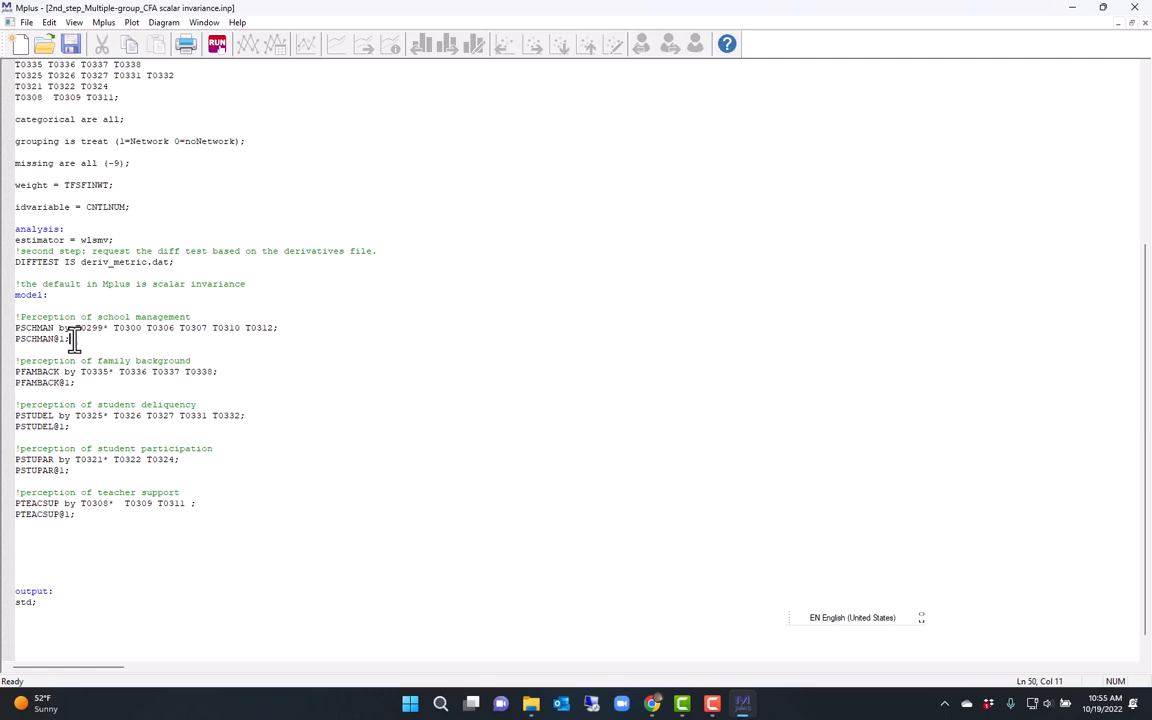 Mplus - [2nd_step_Multiple-group_CFA scalar invariance.inp]
File Edit View Mplus Plot Diagram Window Help
RUN
T0335 T0336 T0337 T0338
T0325 T0326 T0327 T0331 T0332
T0321 T0322 T0324
T0308  T0309 T0311;
categorical are all;
grouping is treat (1=Network 0=noNetwork);
missing are all (-9);
weight = TFSFINWT;
idvariable = CNTLNUM;
analysis:
estimator = wlsmv;
!second step: request the diff test based on the derivatives file.
DIFFTEST IS deriv_metric.dat;
!the default in Mplus is scalar invariance
model:
!Perception of school management
PSCHMAN by T0299* T0300 T0306 T0307 T0310 T0312;
PSCHMAN@1;
!perception of family background
PFAMBACK by T0335* T0336 T0337 T0338;
PFAMBACK@1;
!perception of student deliquency
PSTUDEL by T0325* T0326 T0327 T0331 T0332;
PSTUDEL@1;
!perception of student participation
PSTUPAR by T0321* T0322 T0324;
PSTUPAR@1;
!perception of teacher support
PTEACSUP by T0308*  T0309 T0311 ;
PTEACSUP@1;
output:
std;
EN English (United States)
Ready
Ln 50, Col 11
NUM
52°F
Sunny
10:55 AM
10/19/2022